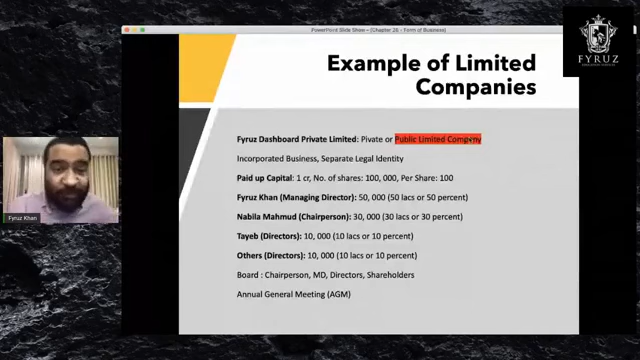 PowerPoint Slide Show - [Chapter 26 - Form of Business]
FYRUZ
Example of Limited
Companies
Fyruz Dashboard Private Limited: Pivate or Public Limited Company
Incorporated Business, Separate Legal Identity
Paid up Capital: 1 cr, No. of shares: 100, 000, Per Share: 100
Fyruz Khan (Managing Director): 50, 000 (50 lacs or 50 percent)
Nabila Mahmud (Chairperson): 30, 000 (30 lacs or 30 percent)
Tayeb (Directors): 10, 000 (10 lacs or 10 percent)
Others (Directors): 10, 000 (10 lacs or 10 percent)
Board : Chairperson, MD, Directors, Shareholders
Annual General Meeting (AGM)
Fyruz Khan